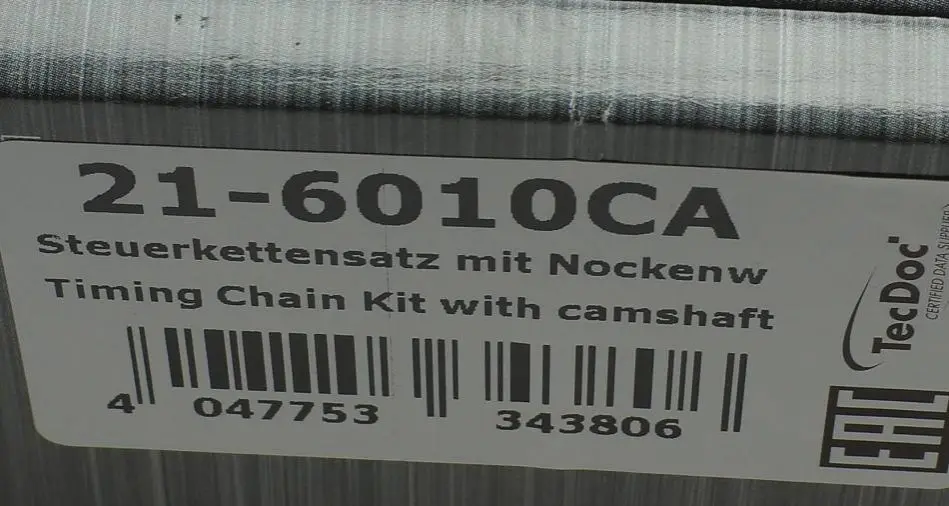 21-6010CA
Steuerkettensatz mit Nockenw
Timing Chain Kit with camshaft
4 047753 343806
TecDoc
CERTIFIED DATA SUPPLIER
EAC